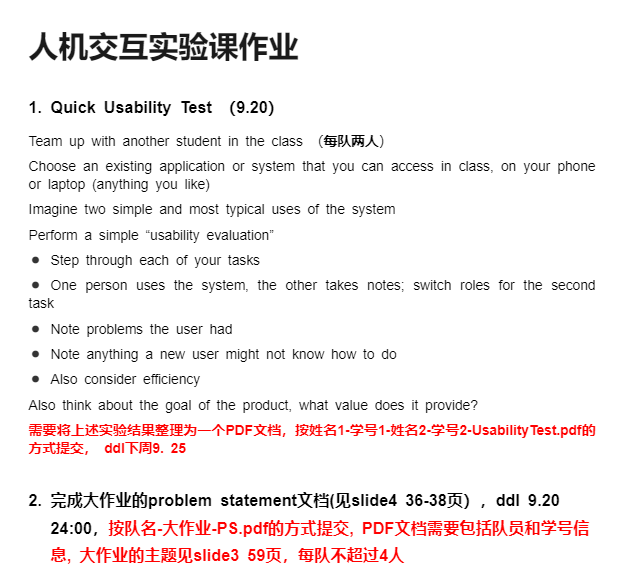 人机交互实验课作业
1. Quick Usability Test （9.20）
Team up with another student in the class （每队两人）
Choose an existing application or system that you can access in class, on your phone
or laptop (anything you like)
Imagine two simple and most typical uses of the system
Perform a simple “usability evaluation”
● Step through each of your tasks
● One person uses the system, the other takes notes; switch roles for the second
task
● Note problems the user had
● Note anything a new user might not know how to do
● Also consider efficiency
Also think about the goal of the product, what value does it provide?
需要将上述实验结果整理为一个PDF文档，按姓名1-学号1-姓名2-学号2-UsabilityTest.pdf的
方式提交， ddl下周9. 25
2. 完成大作业的problem statement文档(见slide4 36-38页) ，ddl 9.20
24:00，按队名-大作业-PS.pdf的方式提交, PDF文档需要包括队员和学号信
息, 大作业的主题见slide3 59页，每队不超过4人